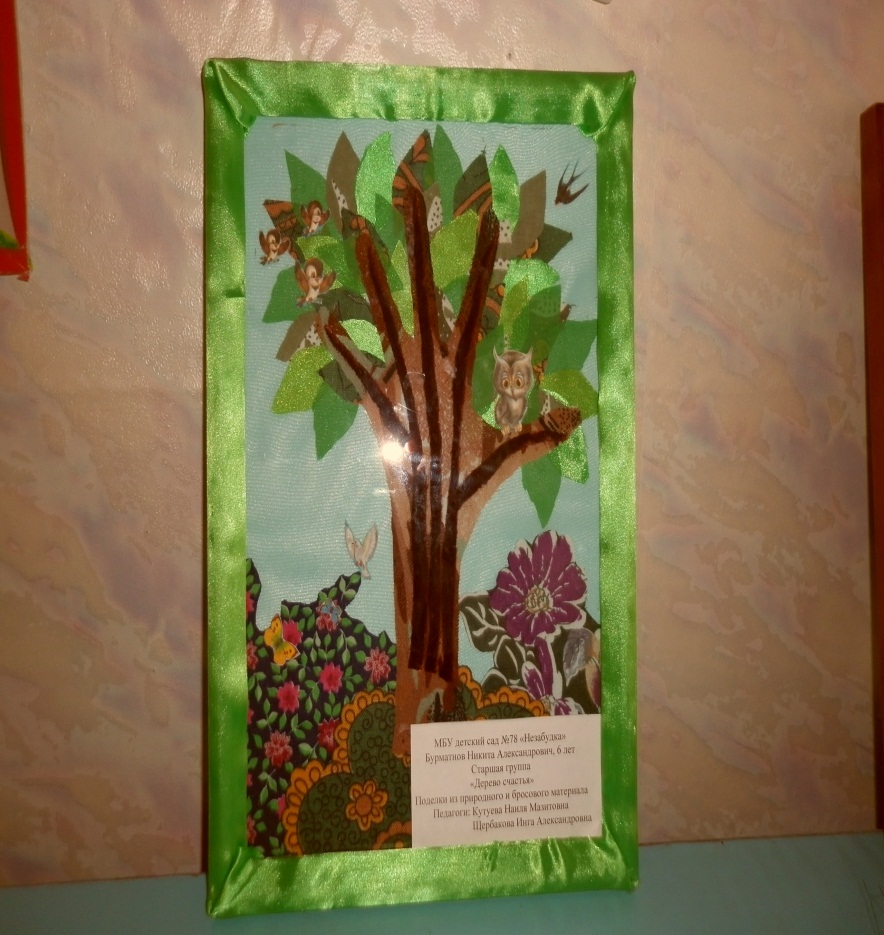 МБУ детский сад №78 «Незабудка»
Бурматнов Никита Александрович, 6 лет
Старшая группа
«Дерево счастья»
Поделки из природного и бросового материала
Педагоги: Кутуева Наиля Мазитовна
Щербакова Инга Александровна